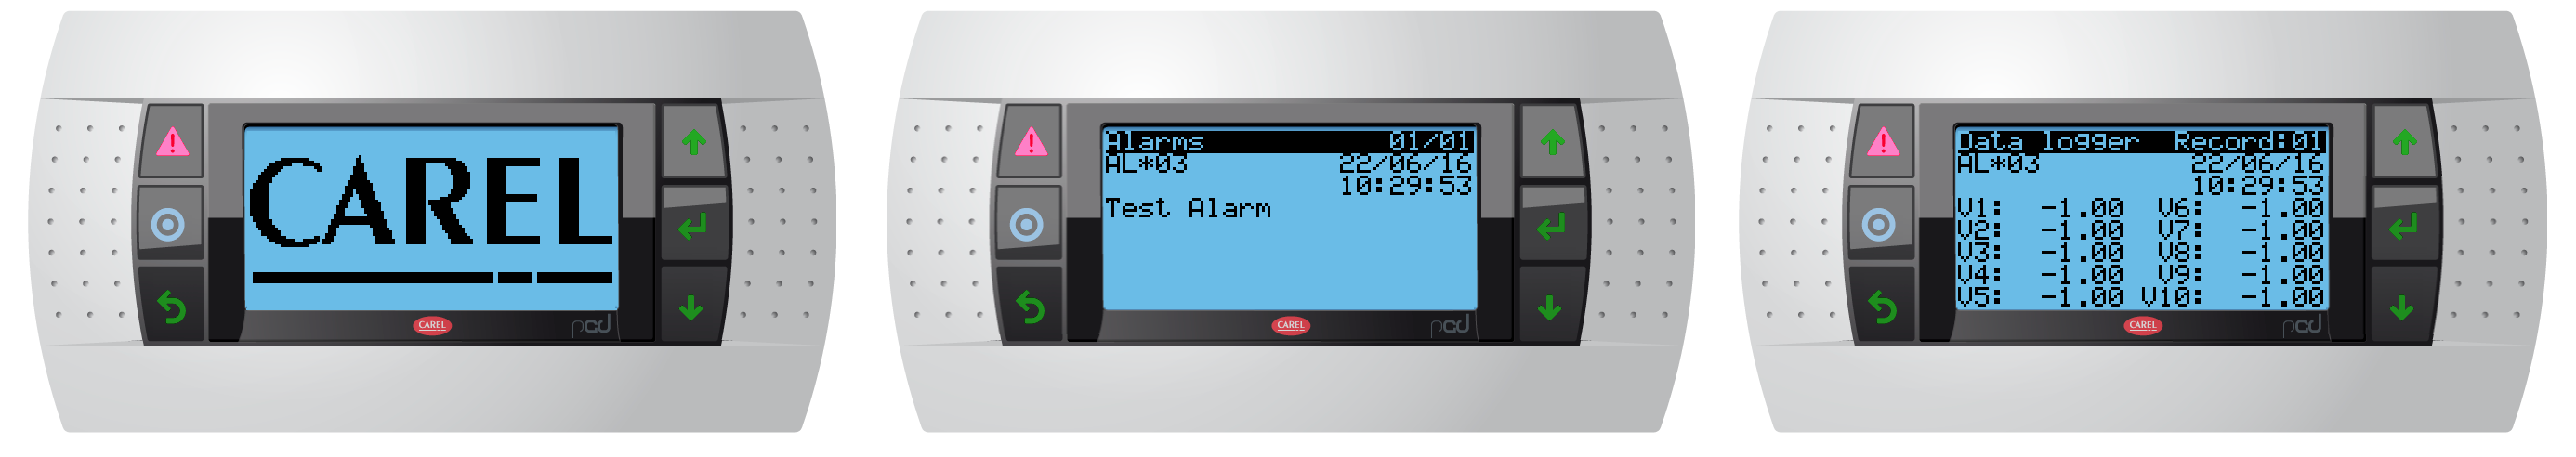 CAREL
CAREL
pCO
Alarms 01/01
AL*03 22/06/16
10:29:53
Test Alarm
CAREL
pCO
Data logger Record:01
AL*03 22/06/16
10:29:53
V1: -1.00 V6: -1.00
V2: -1.00 V7: -1.00
V3: -1.00 V8: -1.00
V4: -1.00 V9: -1.00
V5: -1.00 V10: -1.00
CAREL
pCO